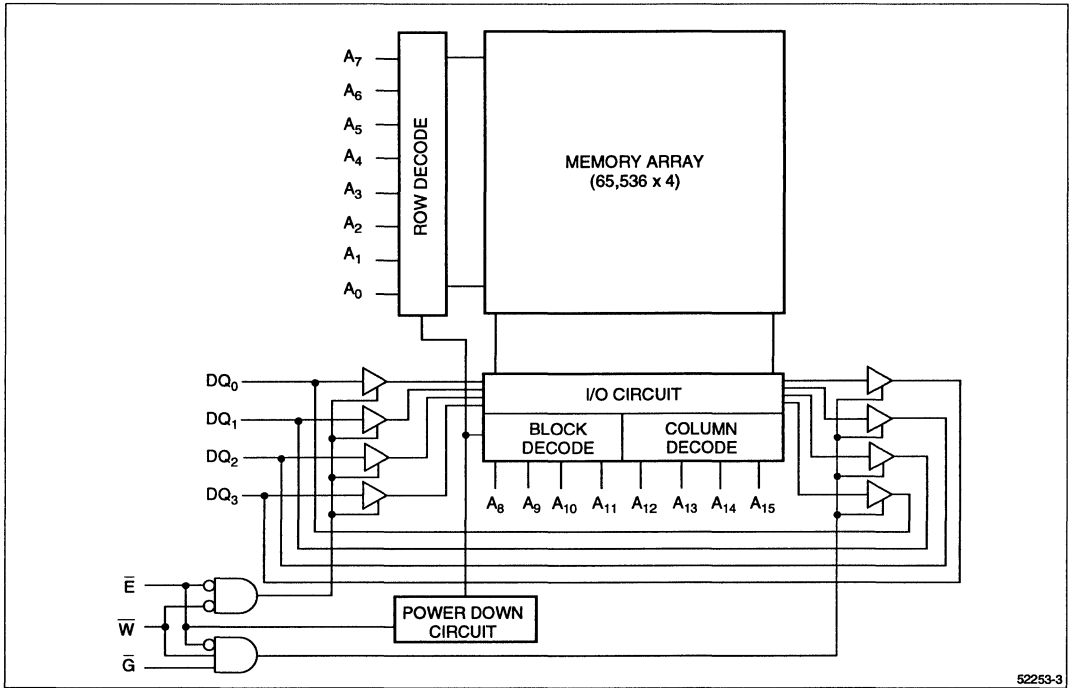 A7
A6
A5
A4
A3
A2
A1
A0
ROW DECODE
MEMORY ARRAY
(65,536 x 4)
DQ0
DQ1
DQ2
DQ3
I/O CIRCUIT
BLOCK
DECODE
COLUMN
DECODE
A8
A9
A10
A11
A12
A13
A14
A15
E̅
W̅
G̅
POWER DOWN
CIRCUIT
52253-3